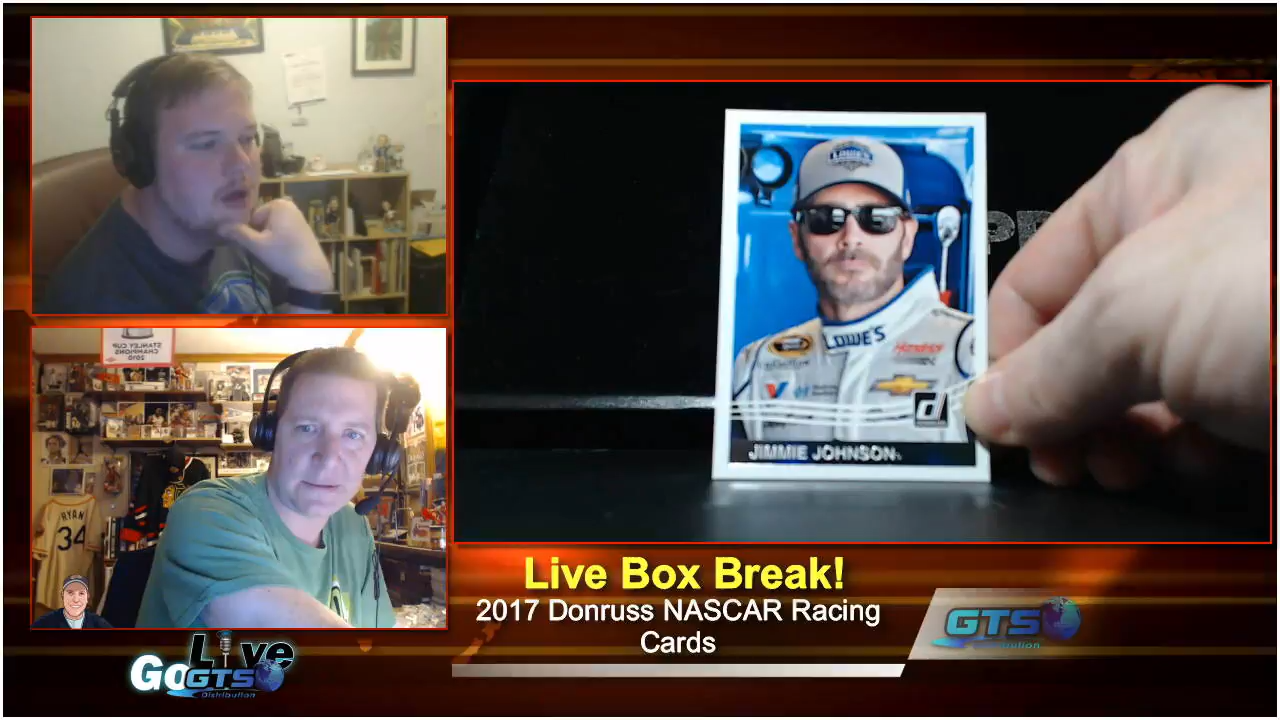 STANLEY CUP
CHAMPIONS
2010
RYAN
34
LOWE'S
LOWE'S
d
JIMMIE JOHNSON
Live Box Break!
2017 Donruss NASCAR Racing
Cards
GTS
Distribution
Live
GO GTS
Distribution